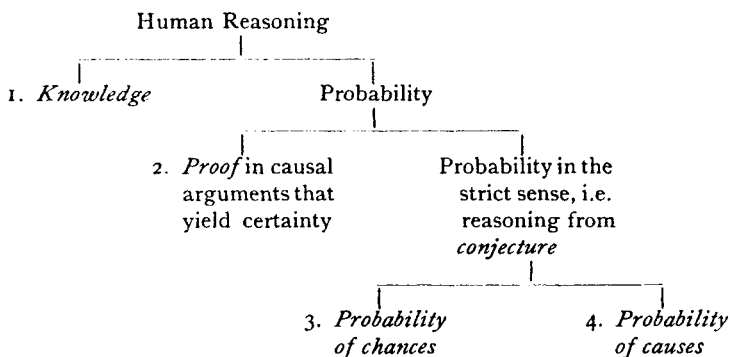 Human Reasoning
1. Knowledge
Probability
2. Proof in causal
arguments that
yield certainty
Probability in the
strict sense, i.e.
reasoning from
conjecture
3. Probability
of chances
4. Probability
of causes